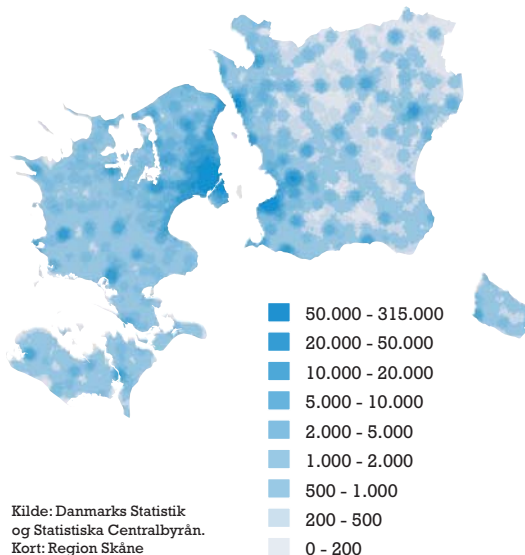 50.000 - 315.000
20.000 - 50.000
10.000 - 20.000
5.000 - 10.000
2.000 - 5.000
1.000 - 2.000
500 - 1.000
200 - 500
0 - 200
Kilde: Danmarks Statistik
og Statistiska Centralbyrån.
Kort: Region Skåne